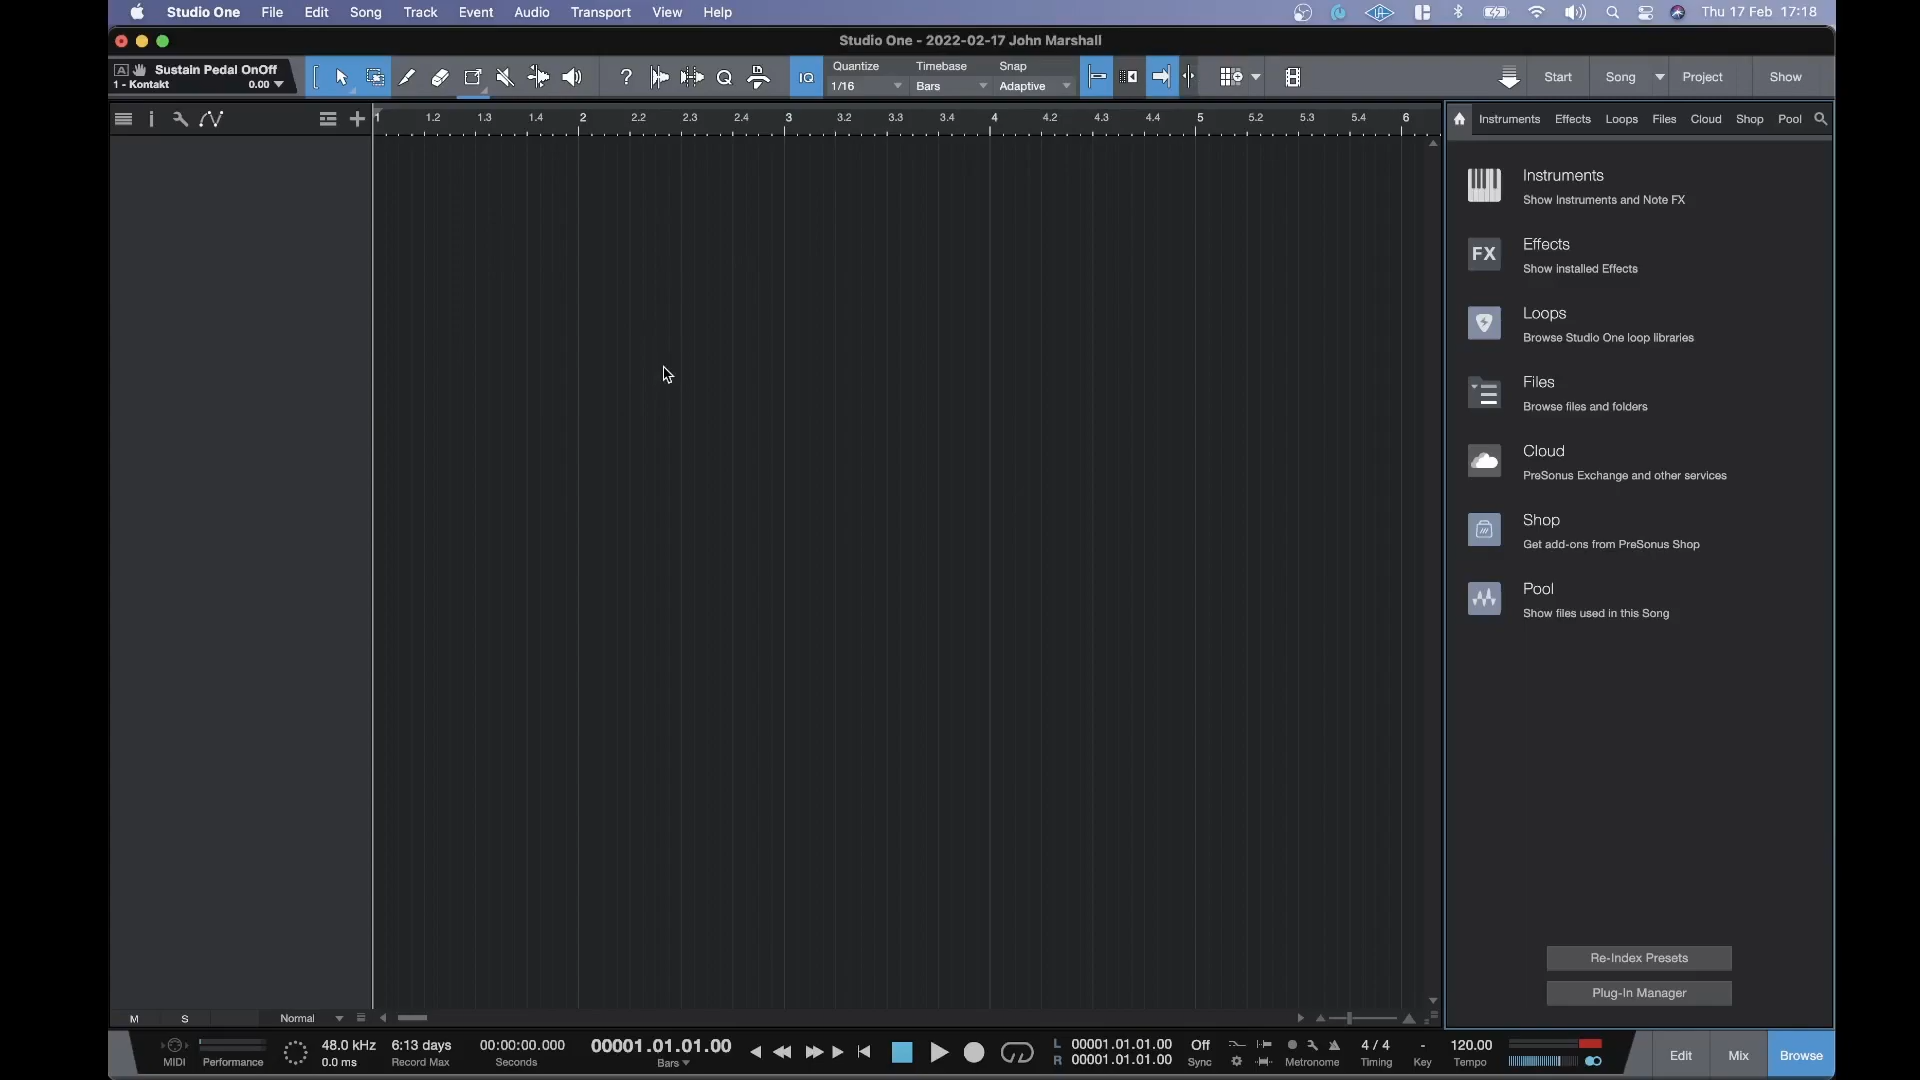 Studio One File Edit Song Track Event Audio Transport View Help Thu 17 Feb 17:18
Studio One - 2022-02-17 John Marshall
A Sustain Pedal OnOff
1 - Kontakt 0.00
IQ
Quantize Timebase Snap
1/16 Bars Adaptive
Start Song Project Show
1 1.2 1.3 1.4 2 2.2 2.3 2.4 3 3.2 3.3 3.4 4 4.2 4.3 4.4 5 5.2 5.3 5.4 6
Instruments Effects Loops Files Cloud Shop Pool
Instruments
Show Instruments and Note FX
FX
Effects
Show installed Effects
Loops
Browse Studio One loop libraries
Files
Browse files and folders
Cloud
PreSonus Exchange and other services
Shop
Get add-ons from PreSonus Shop
Pool
Show files used in this Song
Re-Index Presets
Plug-In Manager
M S Normal
MIDI Performance
48.0 kHz
0.0 ms
6:13 days
Record Max
00:00:00.000
Seconds
00001.01.01.00
Bars
L 00001.01.01.00
R 00001.01.01.00
Off
Sync
Metronome
4 / 4
Timing
-
Key
120.00
Tempo
Edit Mix Browse